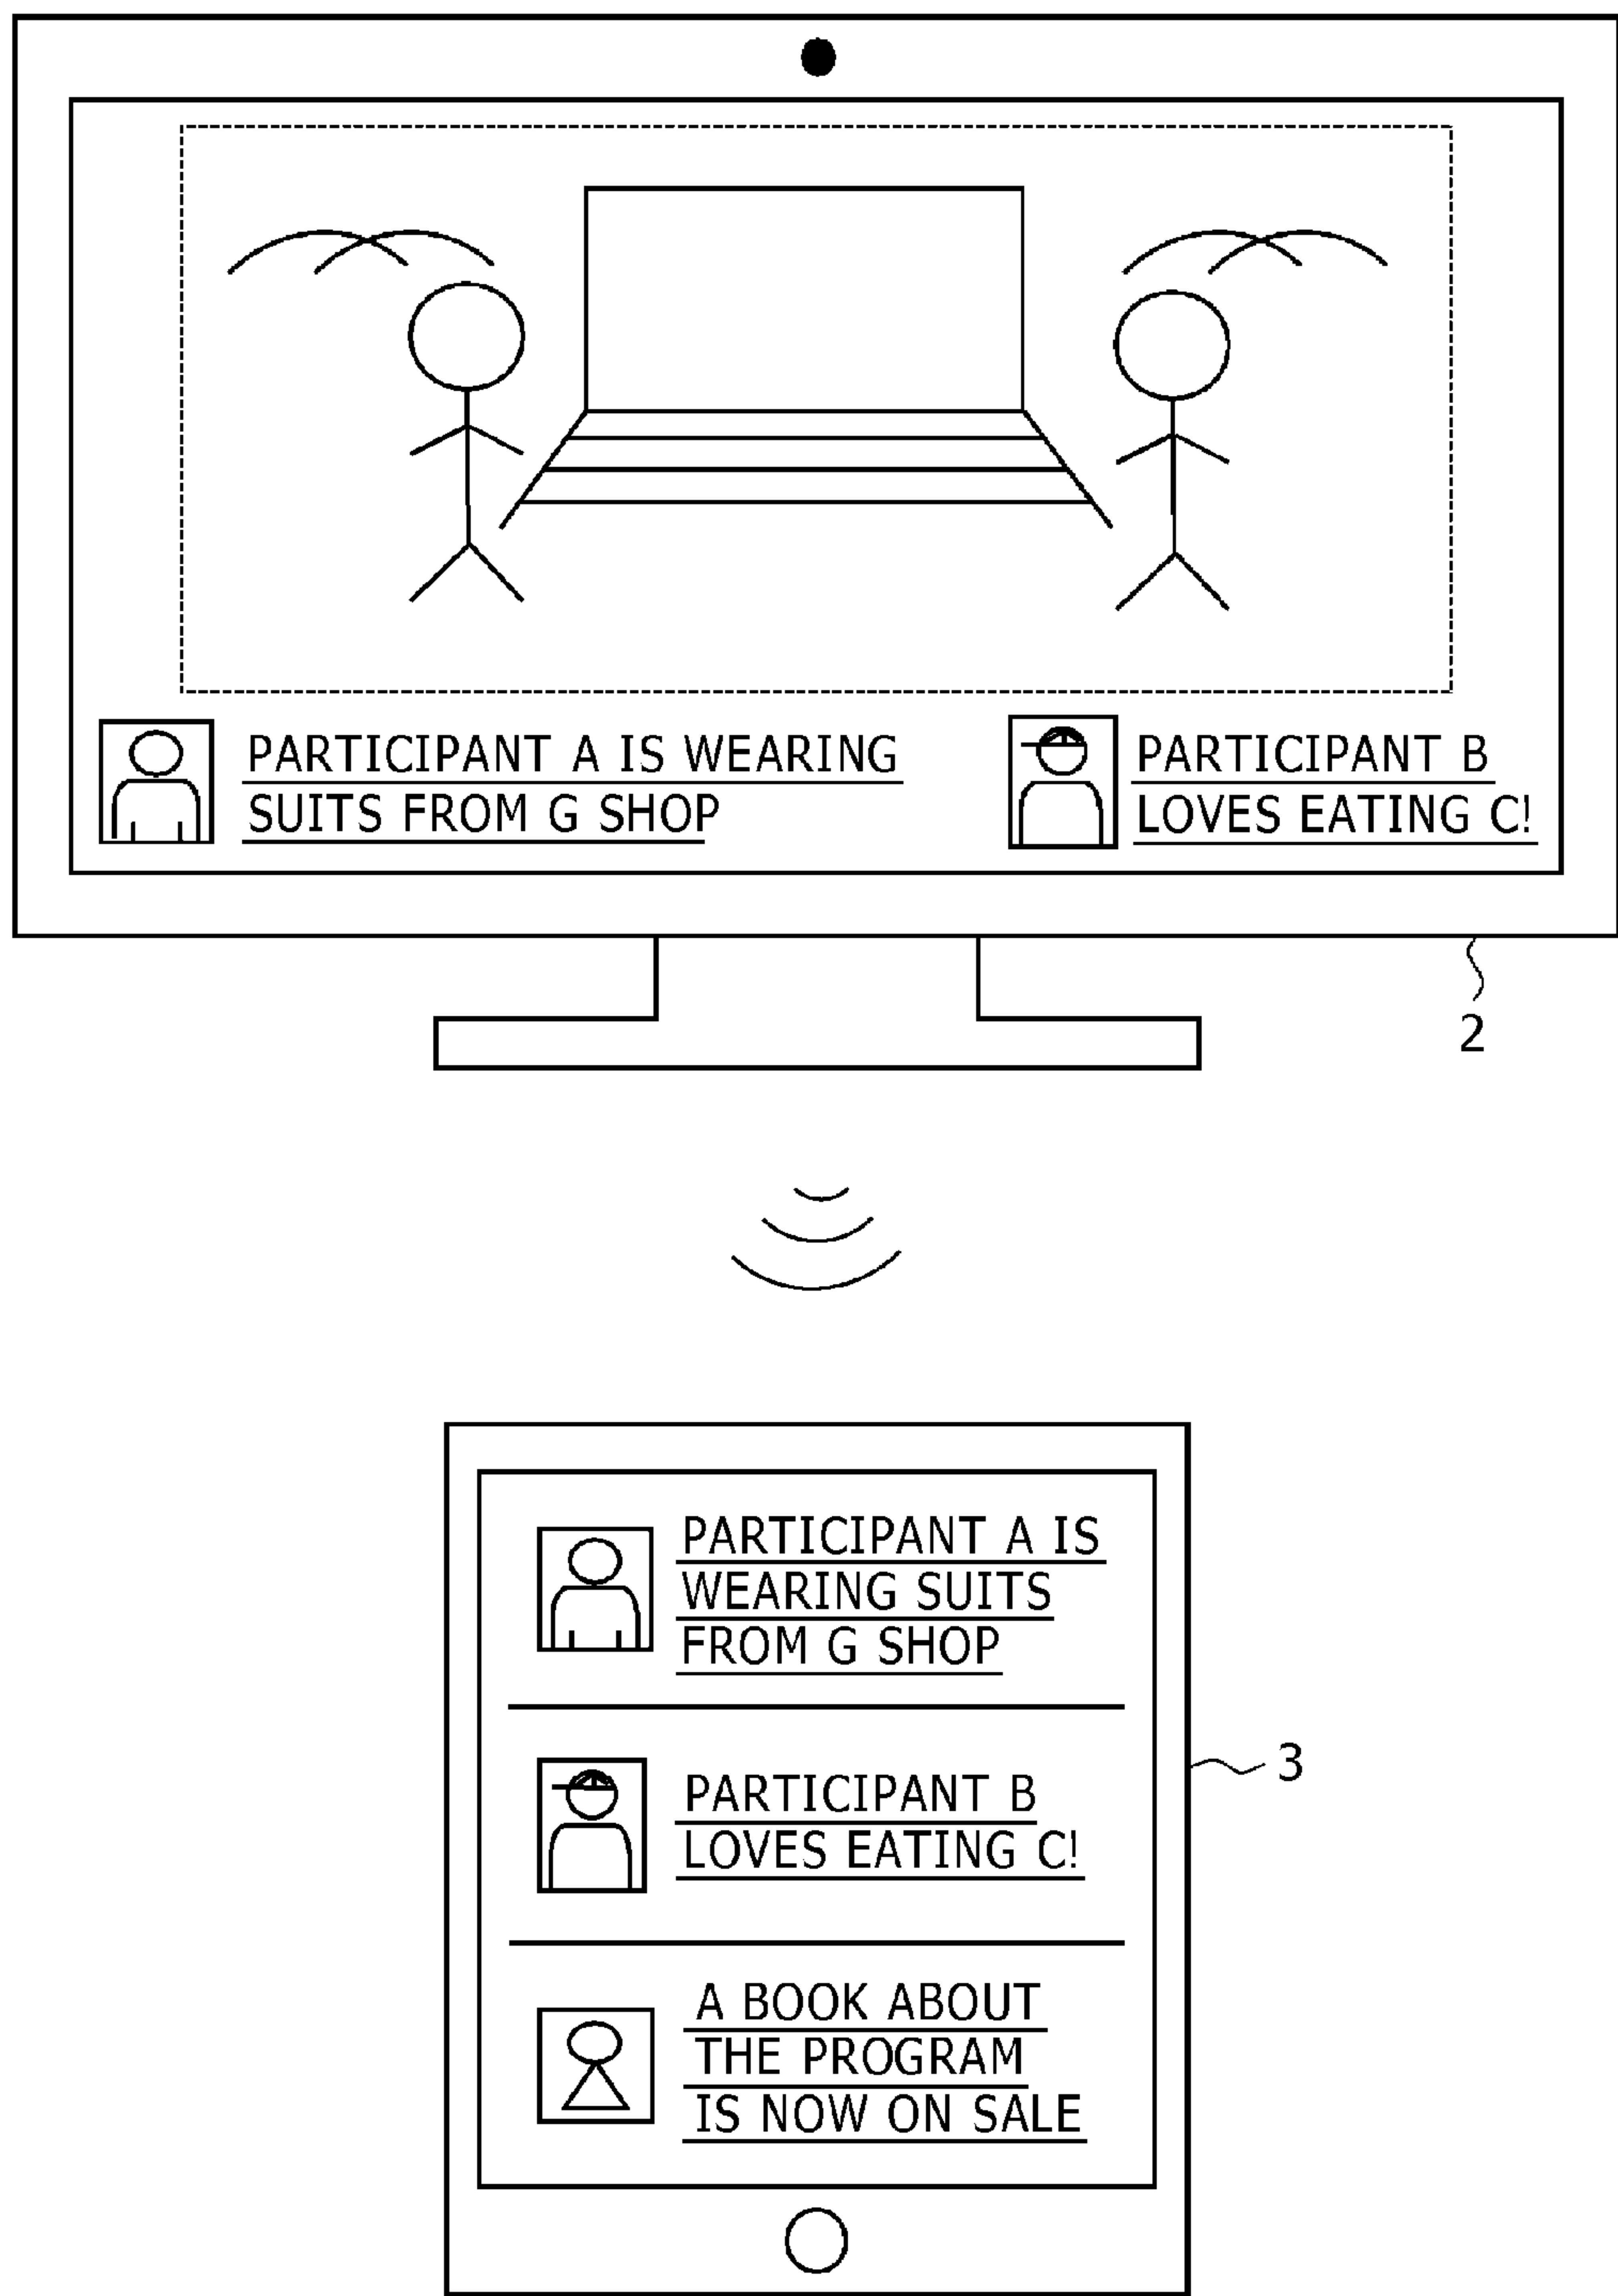 PARTICIPANT A IS WEARING
SUITS FROM G SHOP
PARTICIPANT B
LOVES EATING C!
2
PARTICIPANT A IS
WEARING SUITS
FROM G SHOP
PARTICIPANT B
LOVES EATING C!
A BOOK ABOUT
THE PROGRAM
IS NOW ON SALE
3